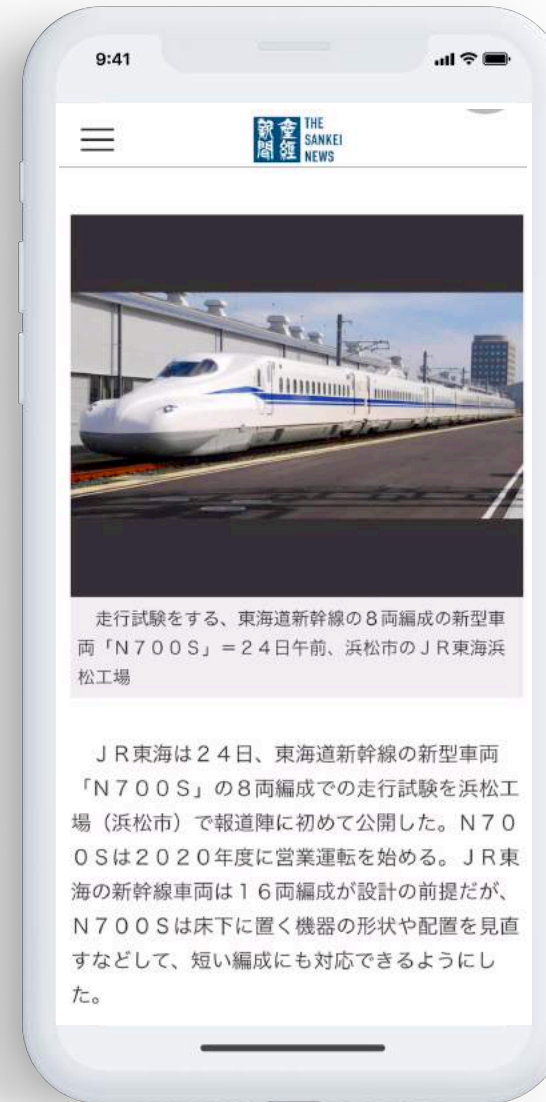 9:41
新聞 産經
THE
SANKEI
NEWS
走行試験をする、東海道新幹線の8両編成の新型車
両「N700S」=24日午前、浜松市のJR東海浜
松工場
JR東海は24日、東海道新幹線の新型車両
「N700S」の8両編成での走行試験を浜松工
場(浜松市)で報道陣に初めて公開した。N70
0Sは2020年度に営業運転を始める。JR東
海の新幹線車両は16両編成が設計の前提だが、
N700Sは床下に置く機器の形状や配置を見直
すなどして、短い編成にも対応できるようにし
た。